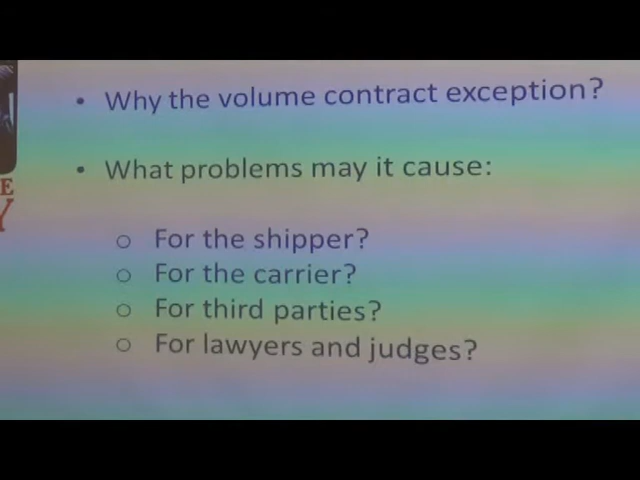 • Why the volume contract exception?
• What problems may it cause:
o For the shipper?
o For the carrier?
o For third parties?
o For lawyers and judges?
E
Y